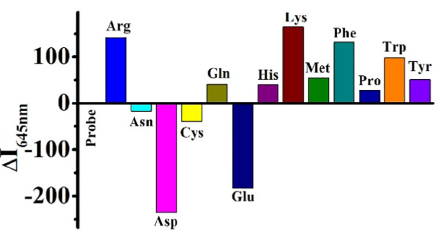 Lys
Arg
Phe
100
Trp
Gln
His
Met
Tyr
Pro
0
Probe
Asn
Cys
-100
ΔI645nm
-200
Asp
Glu